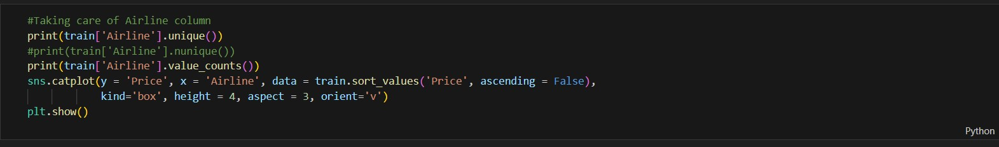 #Taking care of Airline column
print(train['Airline'].unique())
#print(train['Airline'].nunique())
print(train['Airline'].value_counts())
sns.catplot(y = 'Price', x = 'Airline', data = train.sort_values('Price', ascending = False),
            kind='box', height = 4, aspect = 3, orient='v')
plt.show()
Python